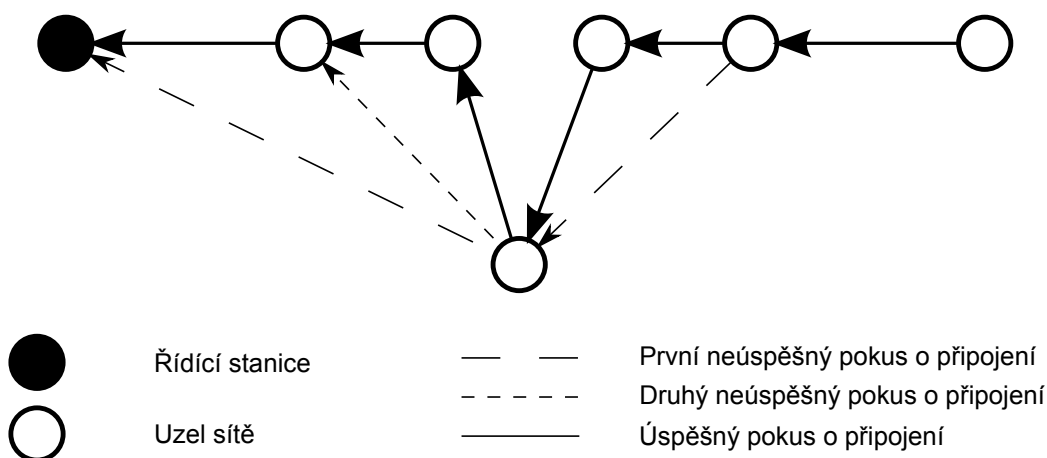 Řídící stanice
Uzel sítě
První neúspěšný pokus o připojení
Druhý neúspěšný pokus o připojení
Úspěšný pokus o připojení